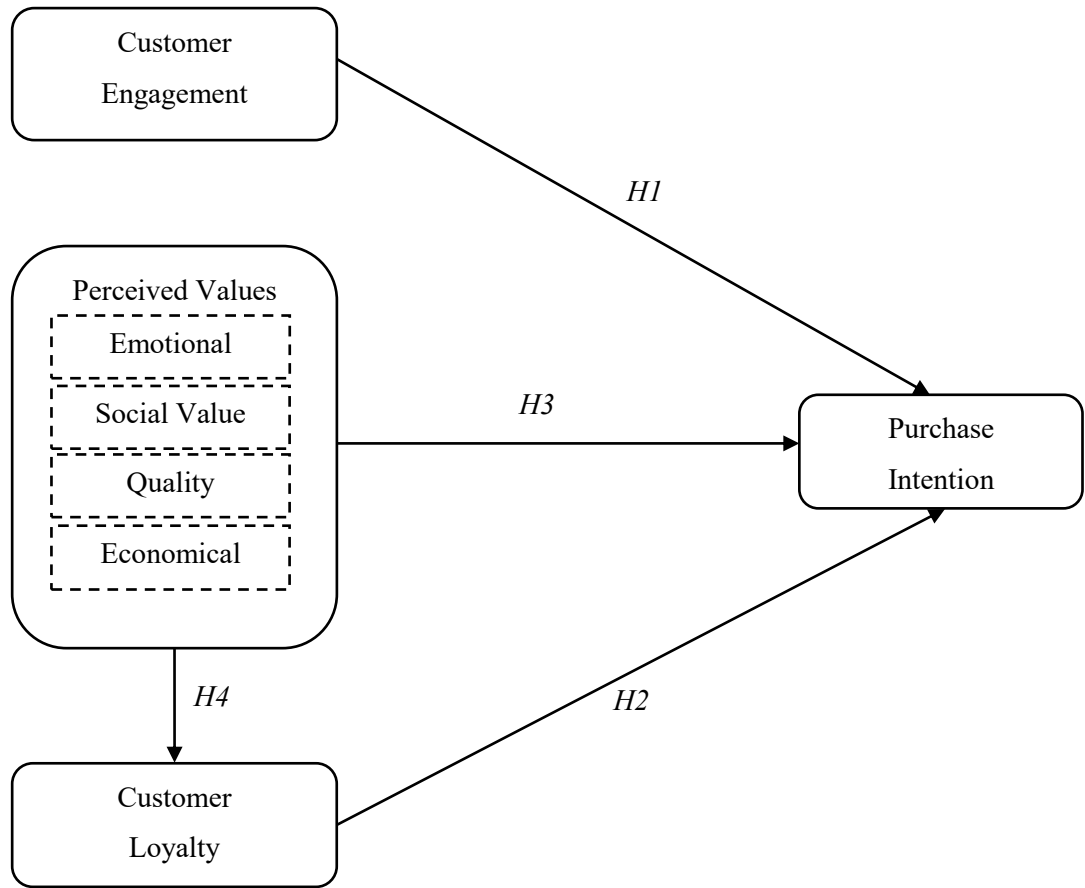 Customer
Engagement
H1
Perceived Values
Emotional
Social Value
Quality
Economical
H3
Purchase
Intention
H4
H2
Customer
Loyalty